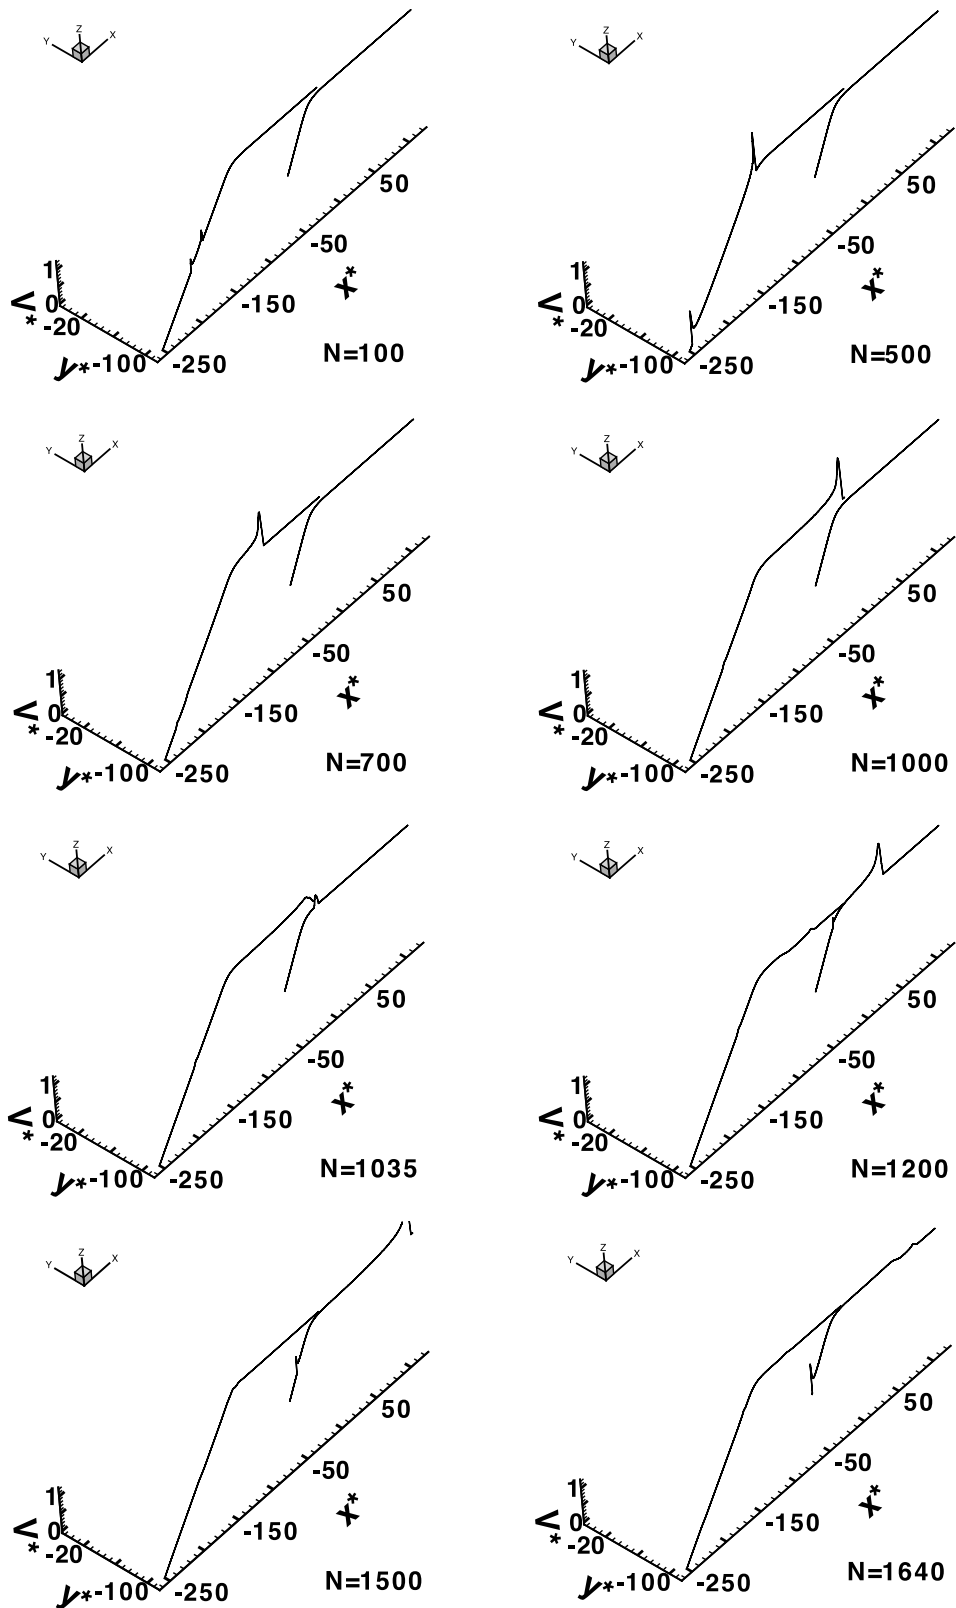 Z
Y X
50
-50
x*
-150
1
V* 0
-20
y* -100 -250
N=100
Z
Y X
50
-50
x*
-150
1
V* 0
-20
y* -100 -250
N=500
Z
Y X
50
-50
x*
-150
1
V* 0
-20
y* -100 -250
N=700
Z
Y X
50
-50
x*
-150
1
V* 0
-20
y* -100 -250
N=1000
Z
Y X
50
-50
x*
-150
1
V* 0
-20
y* -100 -250
N=1035
Z
Y X
50
-50
x*
-150
1
V* 0
-20
y* -100 -250
N=1200
Z
Y X
50
-50
x*
-150
1
V* 0
-20
y* -100 -250
N=1500
Z
Y X
50
-50
x*
-150
1
V* 0
-20
y* -100 -250
N=1640